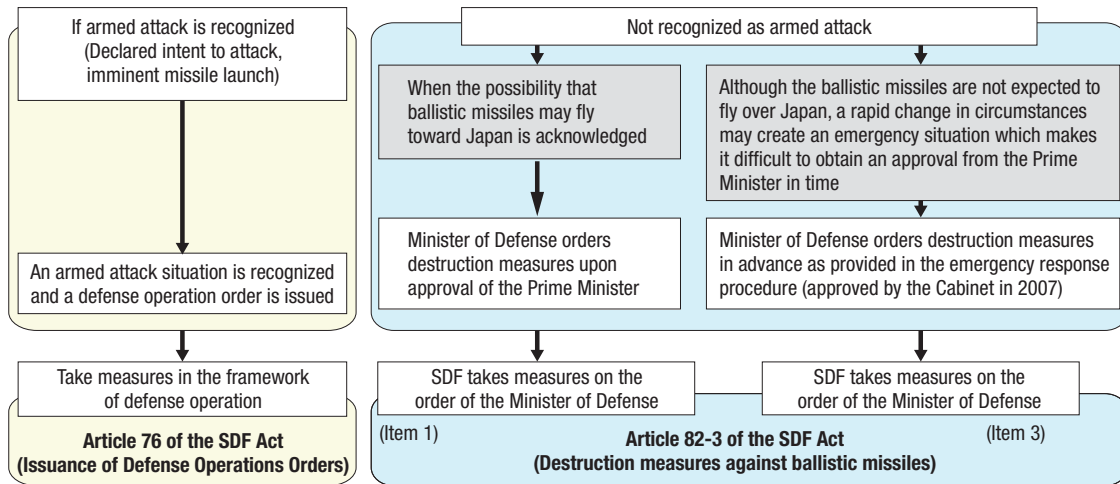 If armed attack is recognized
(Declared intent to attack,
imminent missile launch)
An armed attack situation is recognized
and a defense operation order is issued
Take measures in the framework
of defense operation
Article 76 of the SDF Act
(Issuance of Defense Operations Orders)
Not recognized as armed attack
When the possibility that
ballistic missiles may fly
toward Japan is acknowledged
Minister of Defense orders
destruction measures upon
approval of the Prime Minister
SDF takes measures on the
order of the Minister of Defense
(Item 1)
Although the ballistic missiles are not expected to
fly over Japan, a rapid change in circumstances
may create an emergency situation which makes
it difficult to obtain an approval from the Prime
Minister in time
Minister of Defense orders destruction measures
in advance as provided in the emergency response
procedure (approved by the Cabinet in 2007)
SDF takes measures on the
order of the Minister of Defense
(Item 3)
Article 82-3 of the SDF Act
(Destruction measures against ballistic missiles)